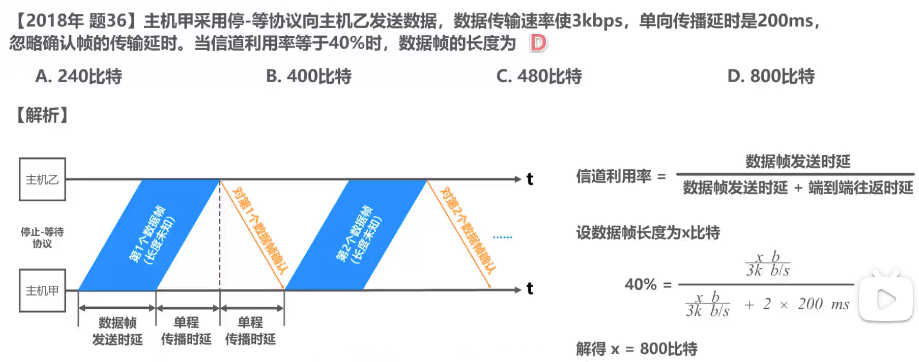 【2018年 题36】主机甲采用停-等协议向主机乙发送数据，数据传输速率使3kbps，单向传播延时是200ms，
忽略确认帧的传输延时。当信道利用率等于40%时，数据帧的长度为 D
A. 240比特 B. 400比特 C. 480比特 D. 800比特
【解析】
主机乙
t
停止-等待
协议
主机甲
t
第1个数据帧
(长度未知)
对第1个数据帧确认
第2个数据帧
(长度未知)
对第2个数据帧确认
......
数据帧
发送时延
单程
传播时延
单程
传播时延
信道利用率 =
数据帧发送时延
数据帧发送时延 + 端到端往返时延
设数据帧长度为x比特
40% =
x b
3k b/s
x b
3k b/s
+ 2 × 200 ms
解得 x = 800比特